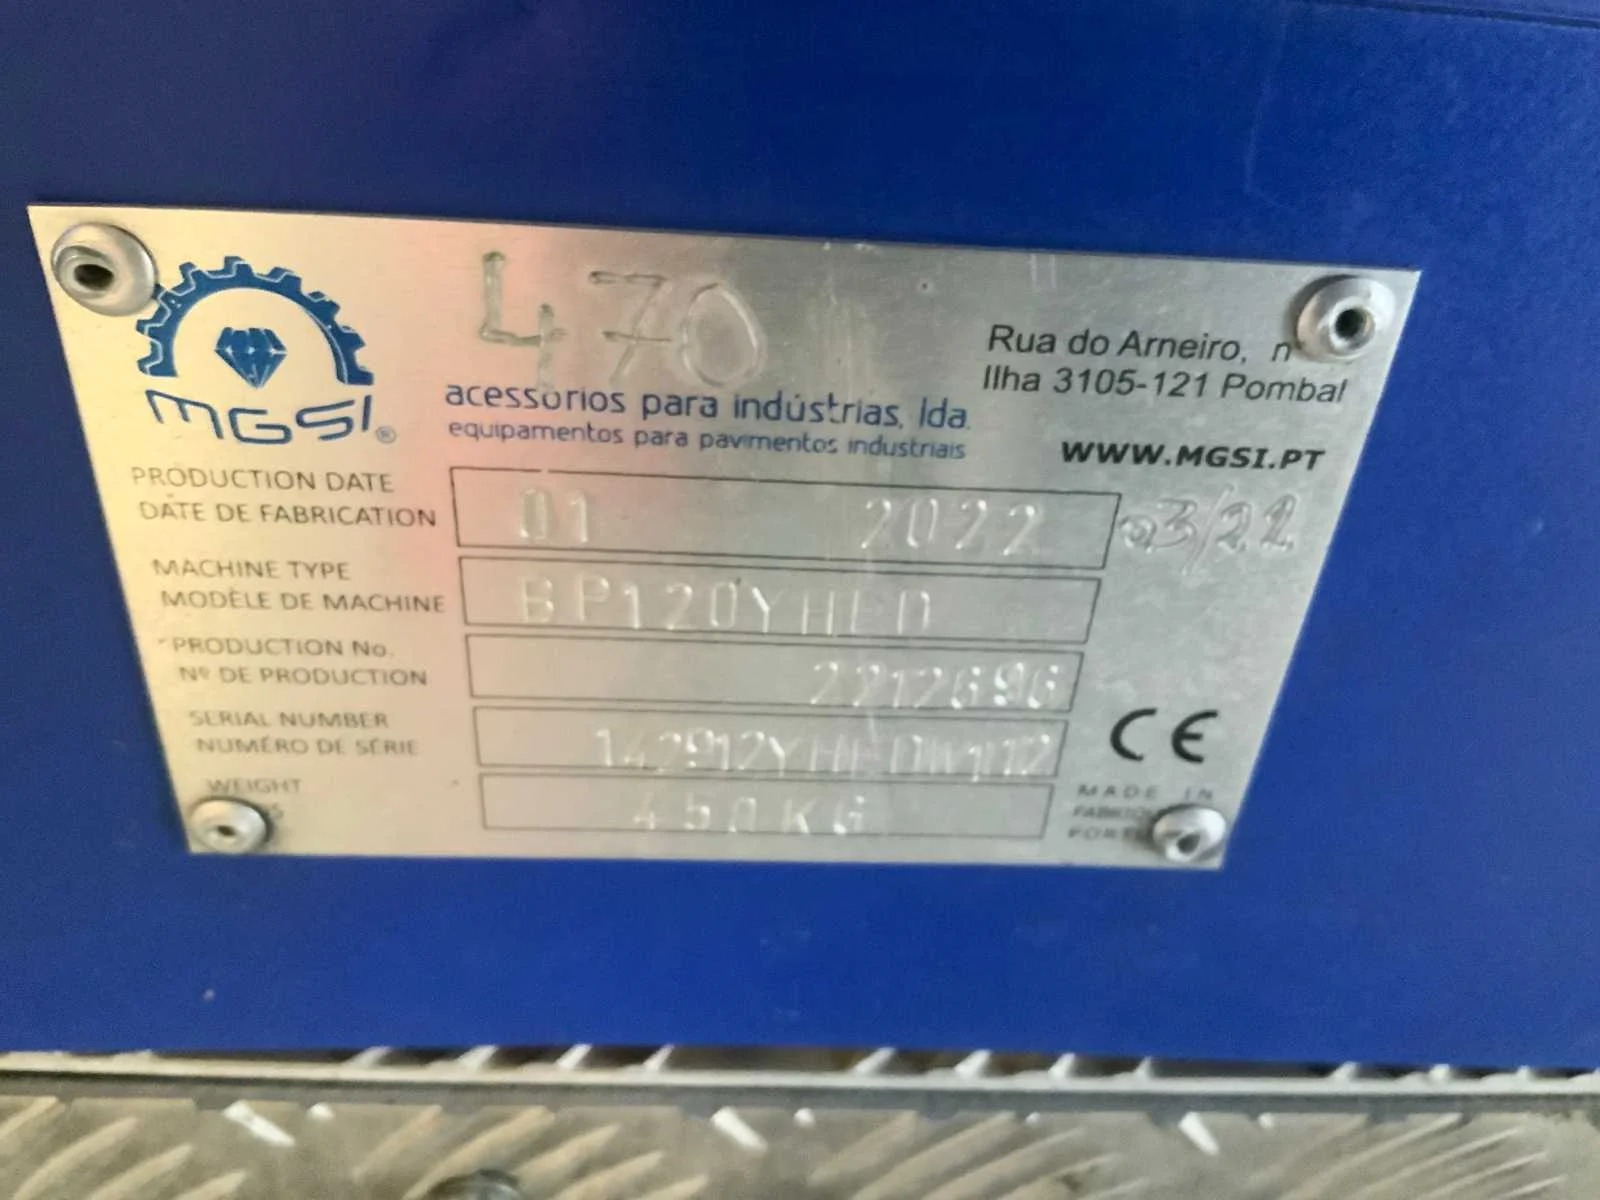 470
MGSI®
acessórios para indústrias, lda.
equipamentos para pavimentos industriais
Rua do Arneiro, n
Ilha 3105-121 Pombal
WWW.MGSI.PT
PRODUCTION DATE
DATE DE FABRICATION
01 2022
03/22
MACHINE TYPE
MODÈLE DE MACHINE
BP120YHED
PRODUCTION No.
Nº DE PRODUCTION
2212696
SERIAL NUMBER
NUMÉRO DE SÉRIE
WEIGHT
450KG
CE
MADE IN